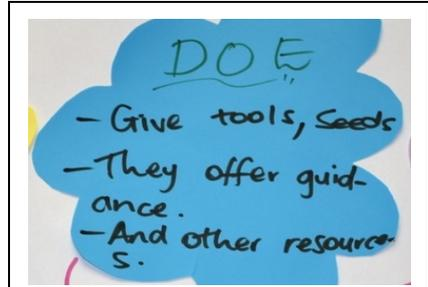 DOE
- Give tools, Seeds
- They offer guid-
ance.
- And other resource-
s.